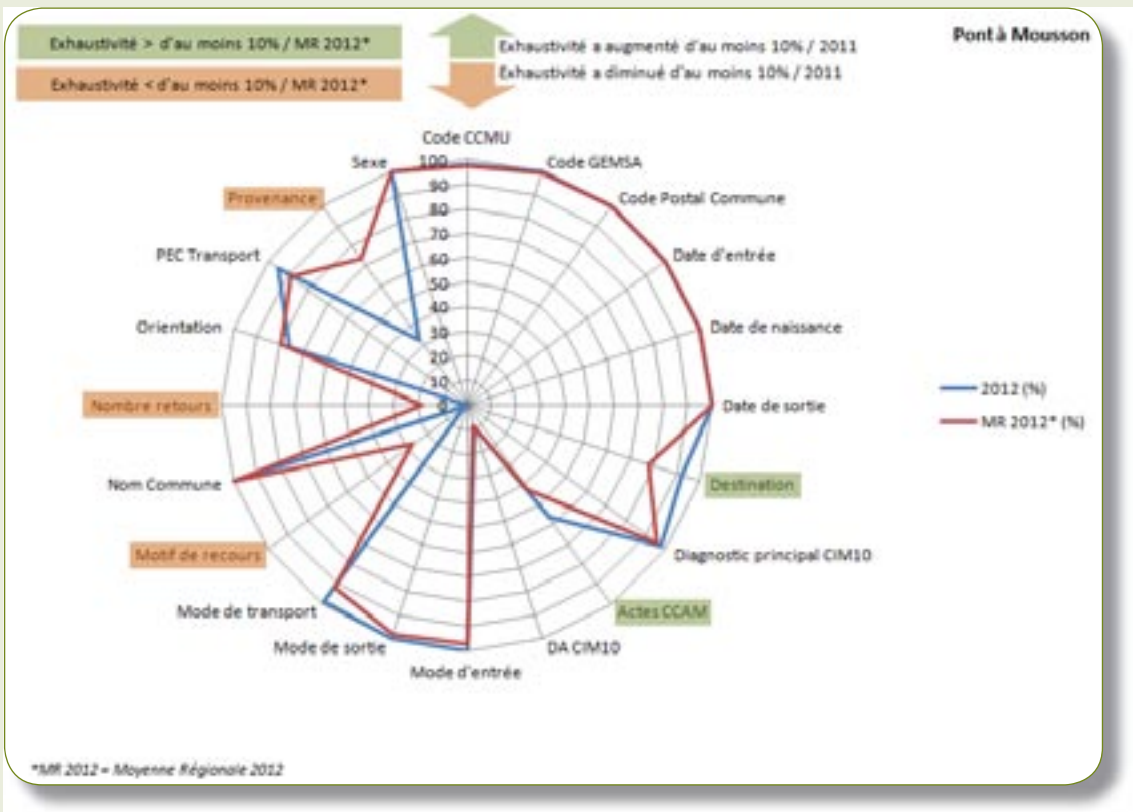 Exhaustivité > d'au moins 10% / MR 2012*
Exhaustivité < d'au moins 10% / MR 2012*
Exhaustivité a augmenté d'au moins 10% / 2011
Exhaustivité a diminué d'au moins 10% / 2011
Pont à Mousson
Code CCMU
Code GEMSA
Code Postal Commune
Date d'entrée
Date de naissance
Date de sortie
Destination
Diagnostic principal CIM10
Actes CCAM
DA CIM10
Mode d'entrée
Mode de sortie
Mode de transport
Motif de recours
Nom Commune
Nombre retours
Orientation
PEC Transport
Provenance
Sexe
100
90
80
70
60
50
40
30
20
10
0
2012 (%)
MR 2012* (%)
*MR 2012 = Moyenne Régionale 2012